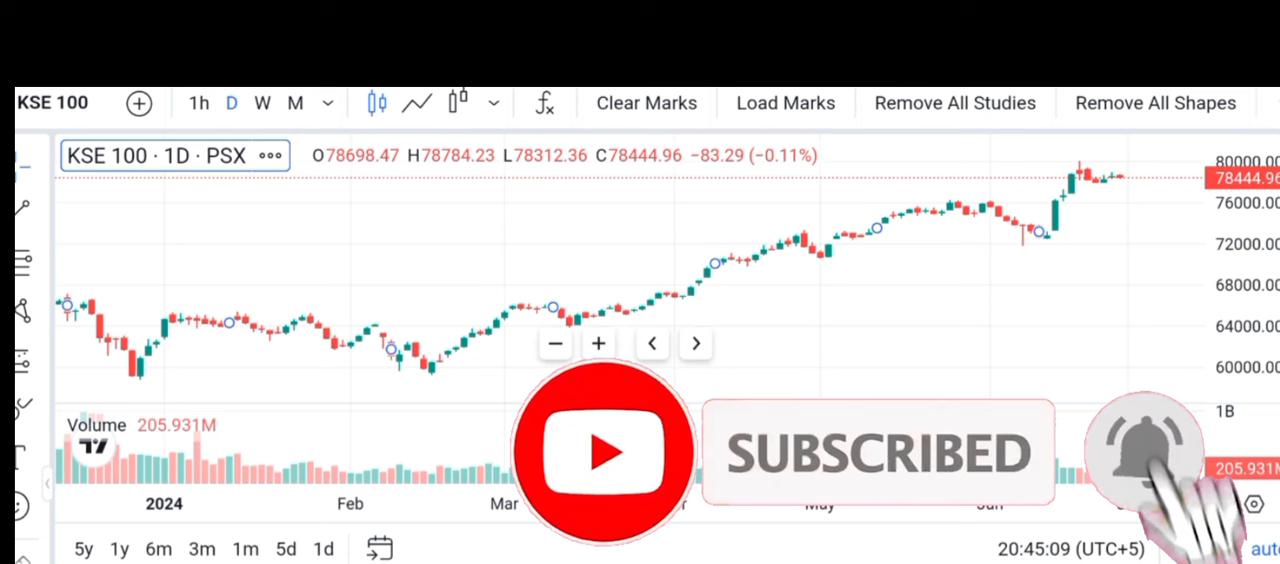 KSE 100 1h D W M Clear Marks Load Marks Remove All Studies Remove All Shapes
KSE 100 · 1D · PSX O78698.47 H78784.23 L78312.36 C78444.96 −83.29 (−0.11%)
80000.00
78444.96
76000.00
72000.00
68000.00
64000.00
60000.00
Volume 205.931M
1B
SUBSCRIBED
205.931M
2024 Feb Mar May Jun
5y 1y 6m 3m 1m 5d 1d 20:45:09 (UTC+5)